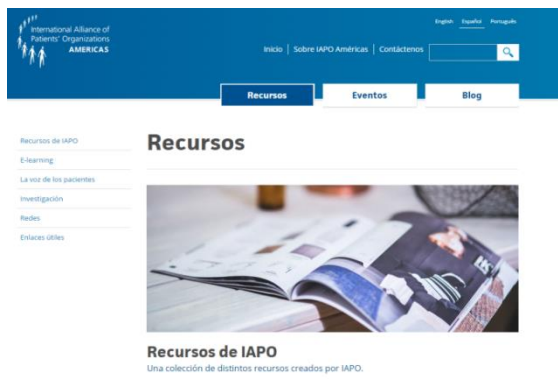 International Alliance of
Patients' Organizations
AMERICAS
English Español Português
Inicio | Sobre IAPO Américas | Contáctenos
Recursos Eventos Blog
Recursos de IAPO
E-learning
La voz de los pacientes
Investigación
Redes
Enlaces útiles
Recursos
Recursos de IAPO
Una colección de distintos recursos creados por IAPO.